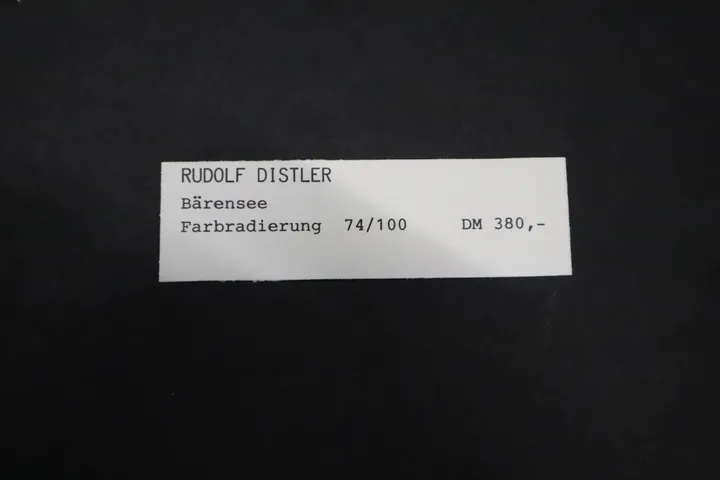 RUDOLF DISTLER
Bärensee
Farbradierung 74/100 DM 380,-